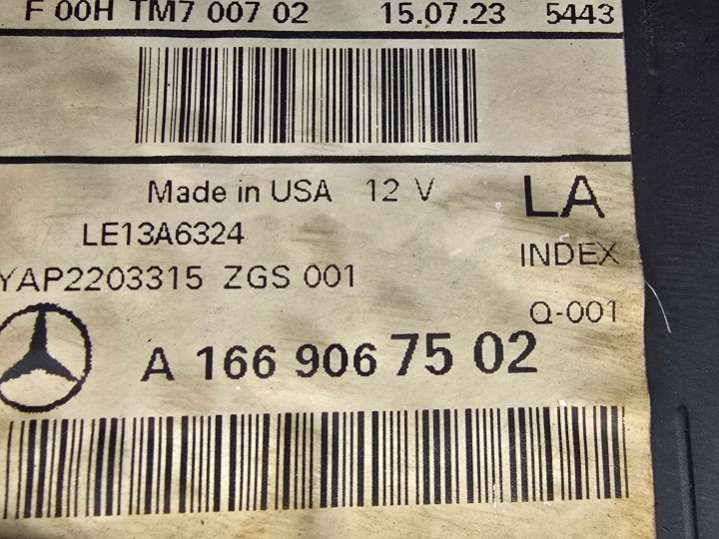 F 00H TM7 007 02 15.07.23 5443
Made in USA 12 V LA
LE13A6324
INDEX
YAP2203315 ZGS 001
Q-001
A 166 906 75 02